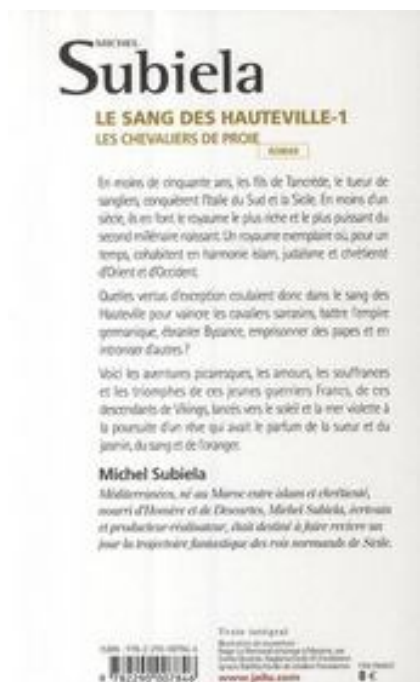 MICHEL
Subiela
LE SANG DES HAUTEVILLE-1
LES CHEVALIERS DE PROIE
ROMAN
En moins de cinquante ans, les fils de Tancrède, le tueur de
sangliers, conquièrent l'Italie du Sud et la Sicile. En moins d'un
siècle, ils en font le royaume le plus riche et le plus puissant du
second millénaire naissant. Un royaume exemplaire où, pour un
temps, cohabitent en harmonie islam, judaïsme et chrétienté
d'Orient et d'Occident.
Quelles vertus d'exception coulaient donc dans le sang des
Hauteville pour vaincre les cavaliers sarrasins, battre l'empire
germanique, ébranler Byzance, emprisonner des papes et en
introniser d'autres ?
Voici les aventures picaresques, les amours, les souffrances
et les triomphes de ces jeunes guerriers Francs, de ces
descendants de Vikings, lancés vers le soleil et la mer violette à
la poursuite d'un rêve qui avait le parfum de la sueur et du
jasmin, du sang et de l'oranger.
Michel Subiela
Méditerranéen, né au Maroc entre islam et chrétienté,
nourri d'Homère et de Descartes, Michel Subiela, écrivain
et producteur-réalisateur, était destiné à faire revivre un
jour la trajectoire fantastique des rois normands de Sicile.
Texte intégral
www.jailu.com
8 €
9 782290 007846